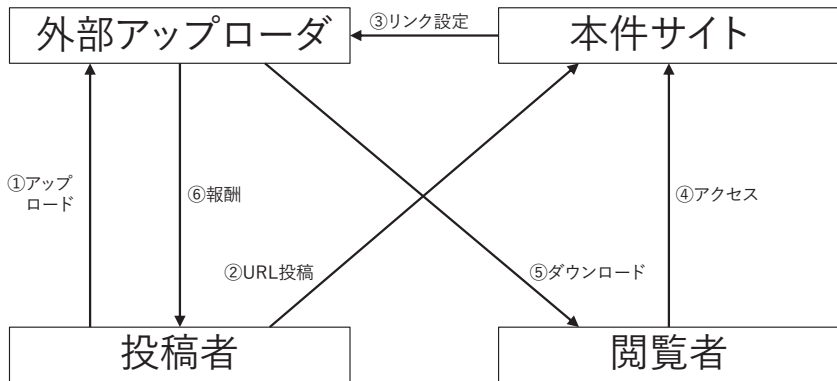 外部アップローダ
③リンク設定
本件サイト
①アップ
ロード
⑥報酬
④アクセス
②URL投稿
⑤ダウンロード
投稿者
閲覧者